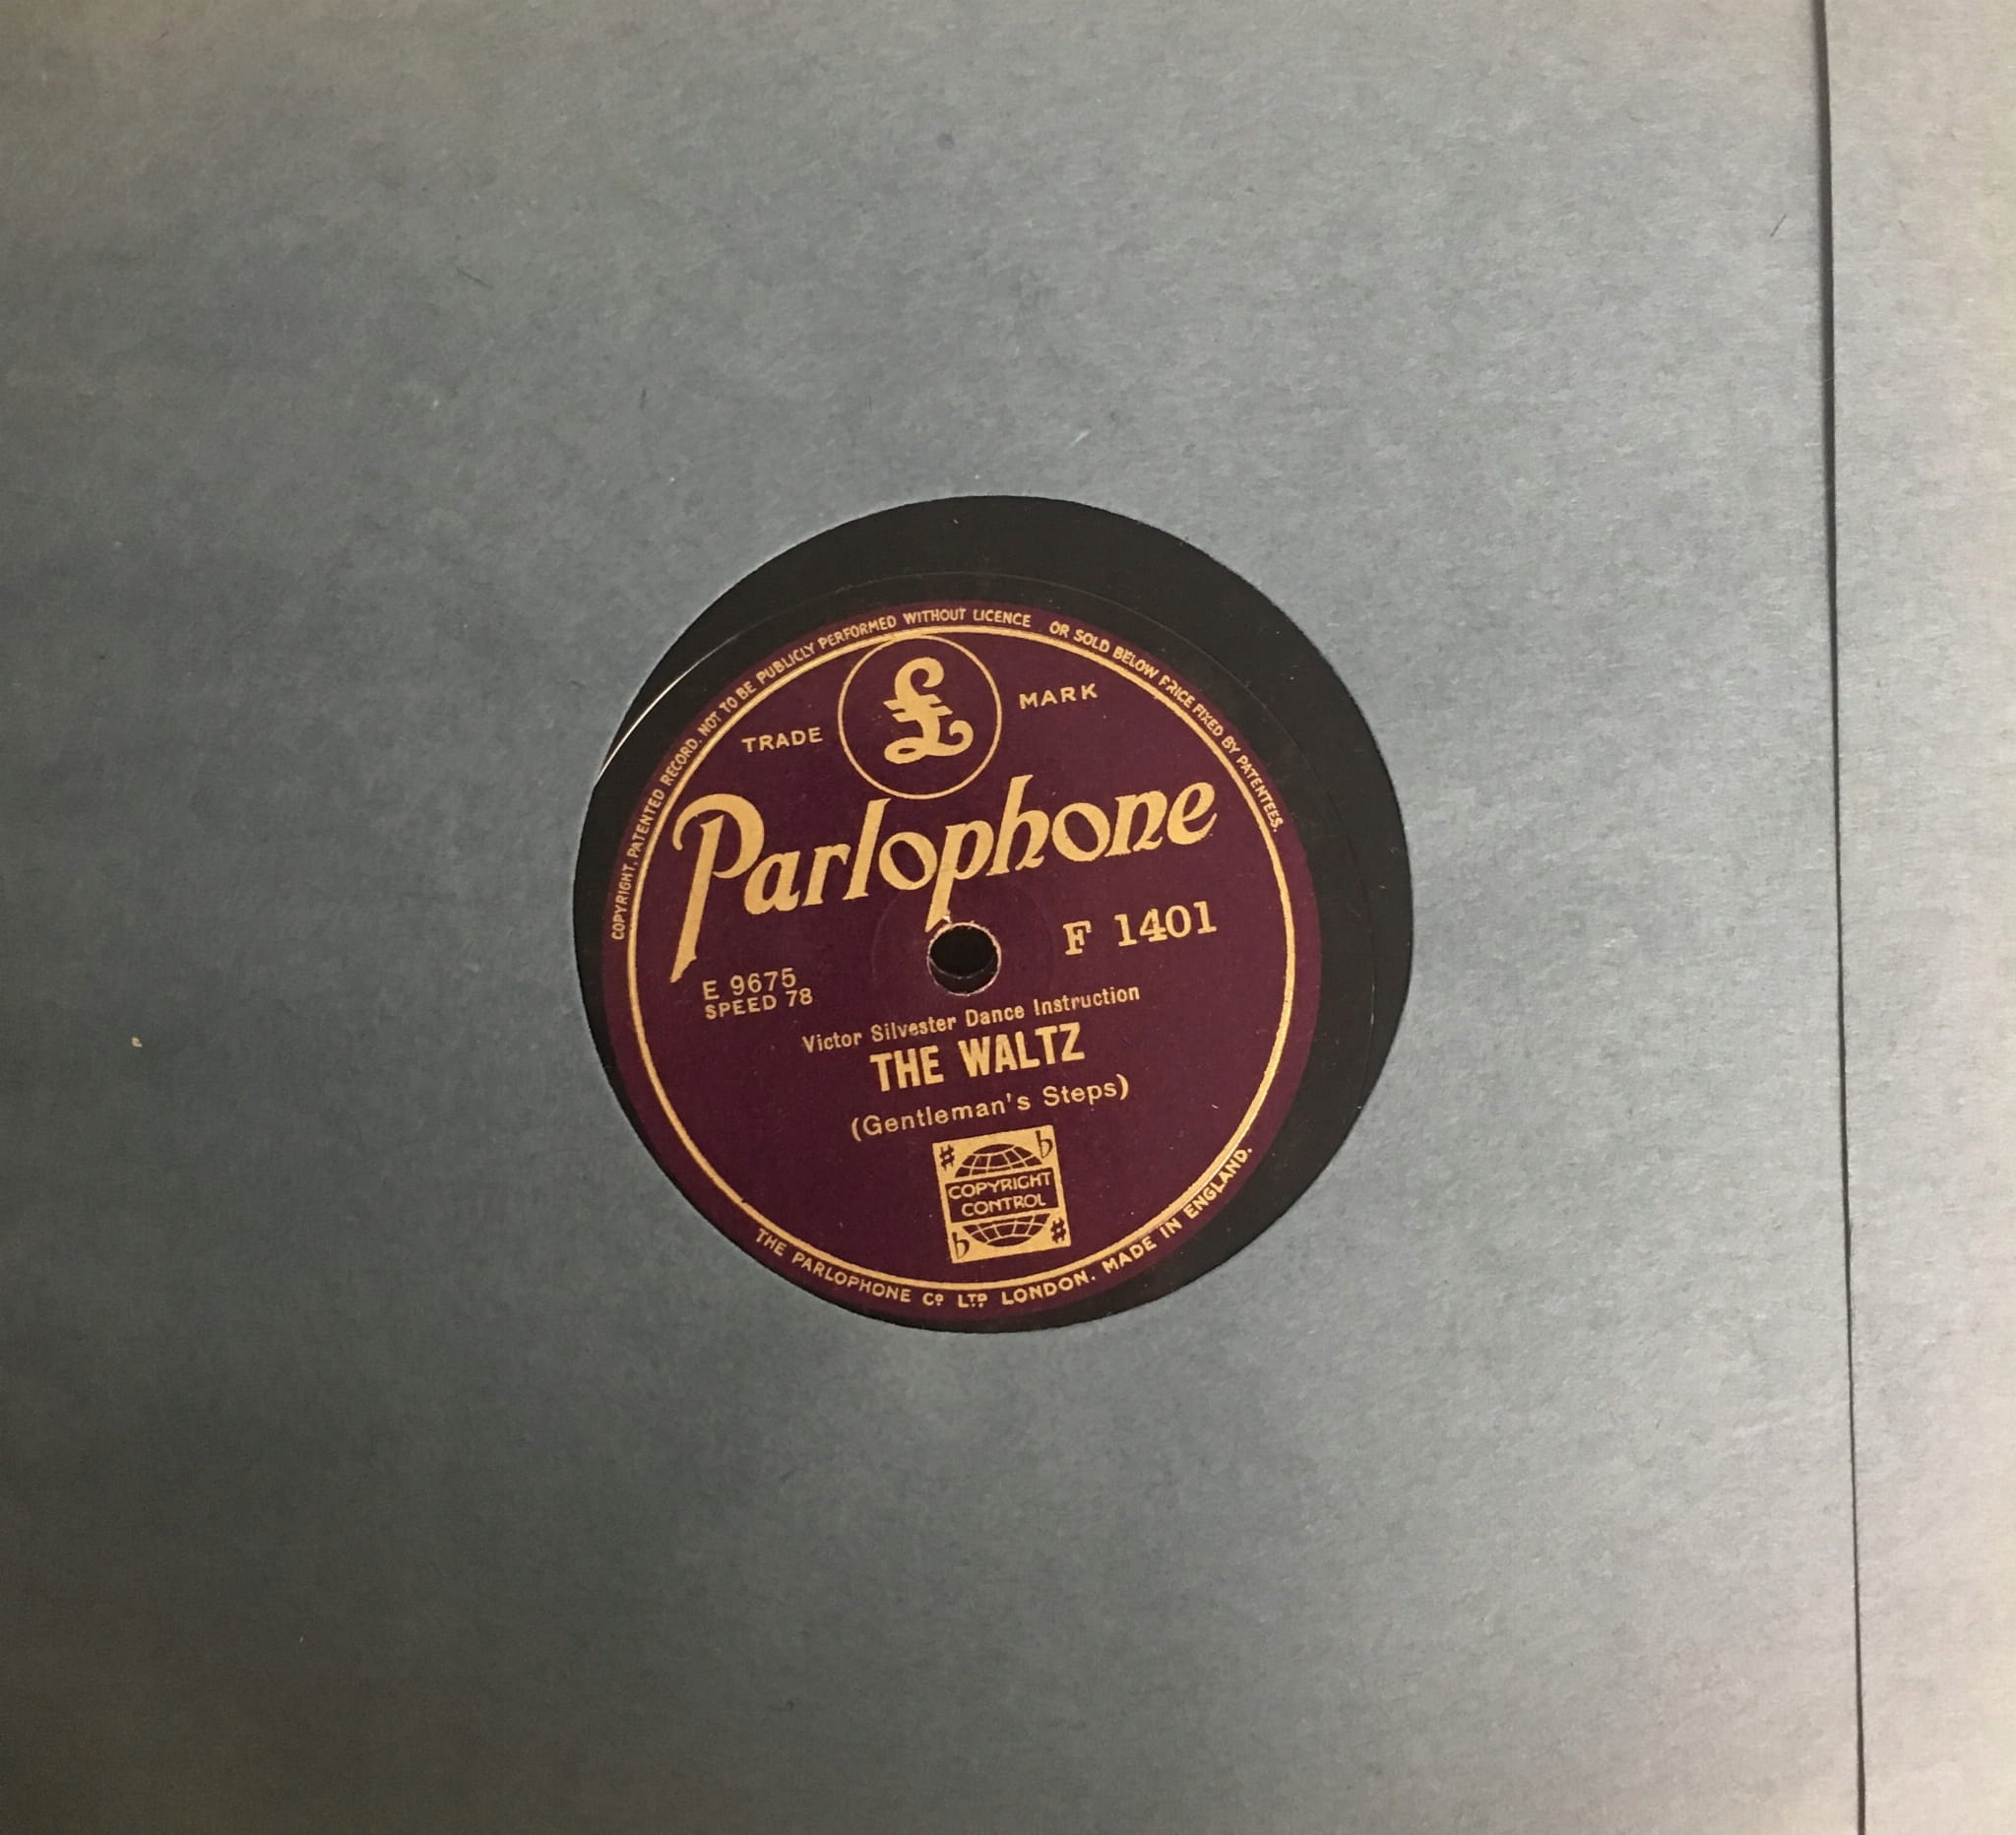 COPYRIGHT. PATENTED RECORD. NOT TO BE PUBLICLY PERFORMED WITHOUT LICENCE OR SOLD BELOW PRICE FIXED BY PATENTEES.
£
TRADE MARK
Parlophone
F 1401
E 9675
SPEED 78
Victor Silvester Dance Instruction
THE WALTZ
(Gentleman's Steps)
♯ ♭
COPYRIGHT
CONTROL
♭ ♯
THE PARLOPHONE Co LTD LONDON. MADE IN ENGLAND.